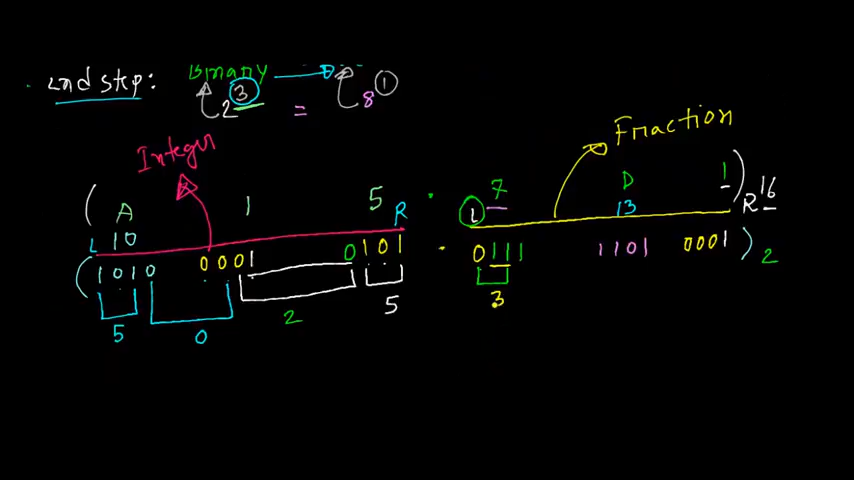 2nd step: Binary →
2 3 = 8 1
Integer Fraction
( A 1 5 . 7 D 1 ) 16
L 10 R L 13 R
( 1010 0001 0101 . 0111 1101 0001 ) 2
5 0 2 5 3